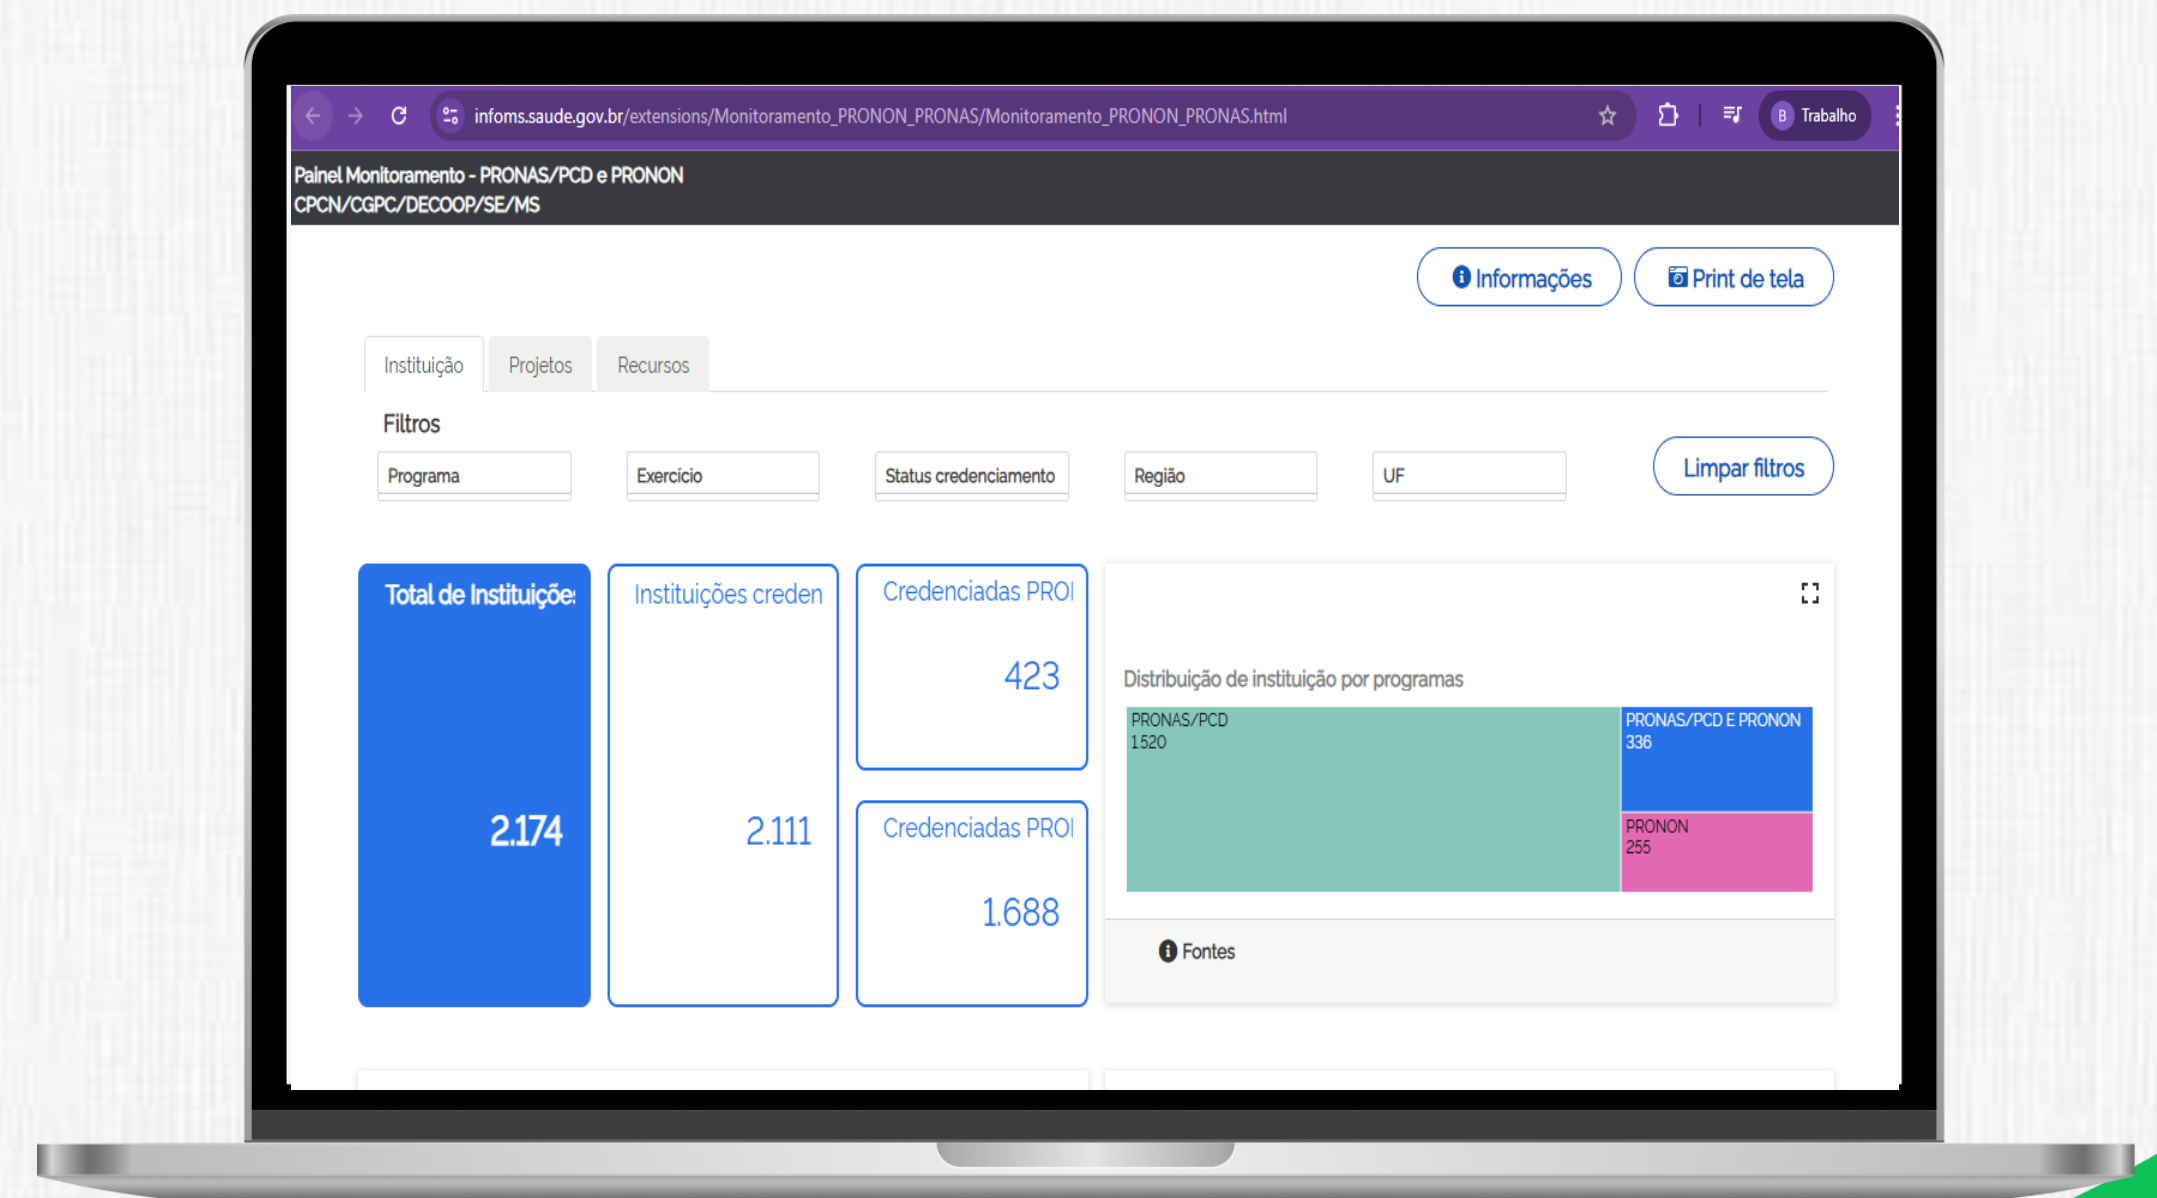 infoms.saude.gov.br/extensions/Monitoramento_PRONON_PRONAS/Monitoramento_PRONON_PRONAS.html
B Trabalho
Painel Monitoramento - PRONAS/PCD e PRONON
CPCN/CGPC/DECOOP/SE/MS
Informações
Print de tela
Instituição Projetos Recursos
Filtros
Programa
Exercício
Status credenciamento
Região
UF
Limpar filtros
Total de Instituições
2.174
Instituições creden
2.111
Credenciadas PRO
423
Credenciadas PRO
1.688
Distribuição de instituição por programas
PRONAS/PCD
1520
PRONAS/PCD E PRONON
336
PRONON
255
Fontes